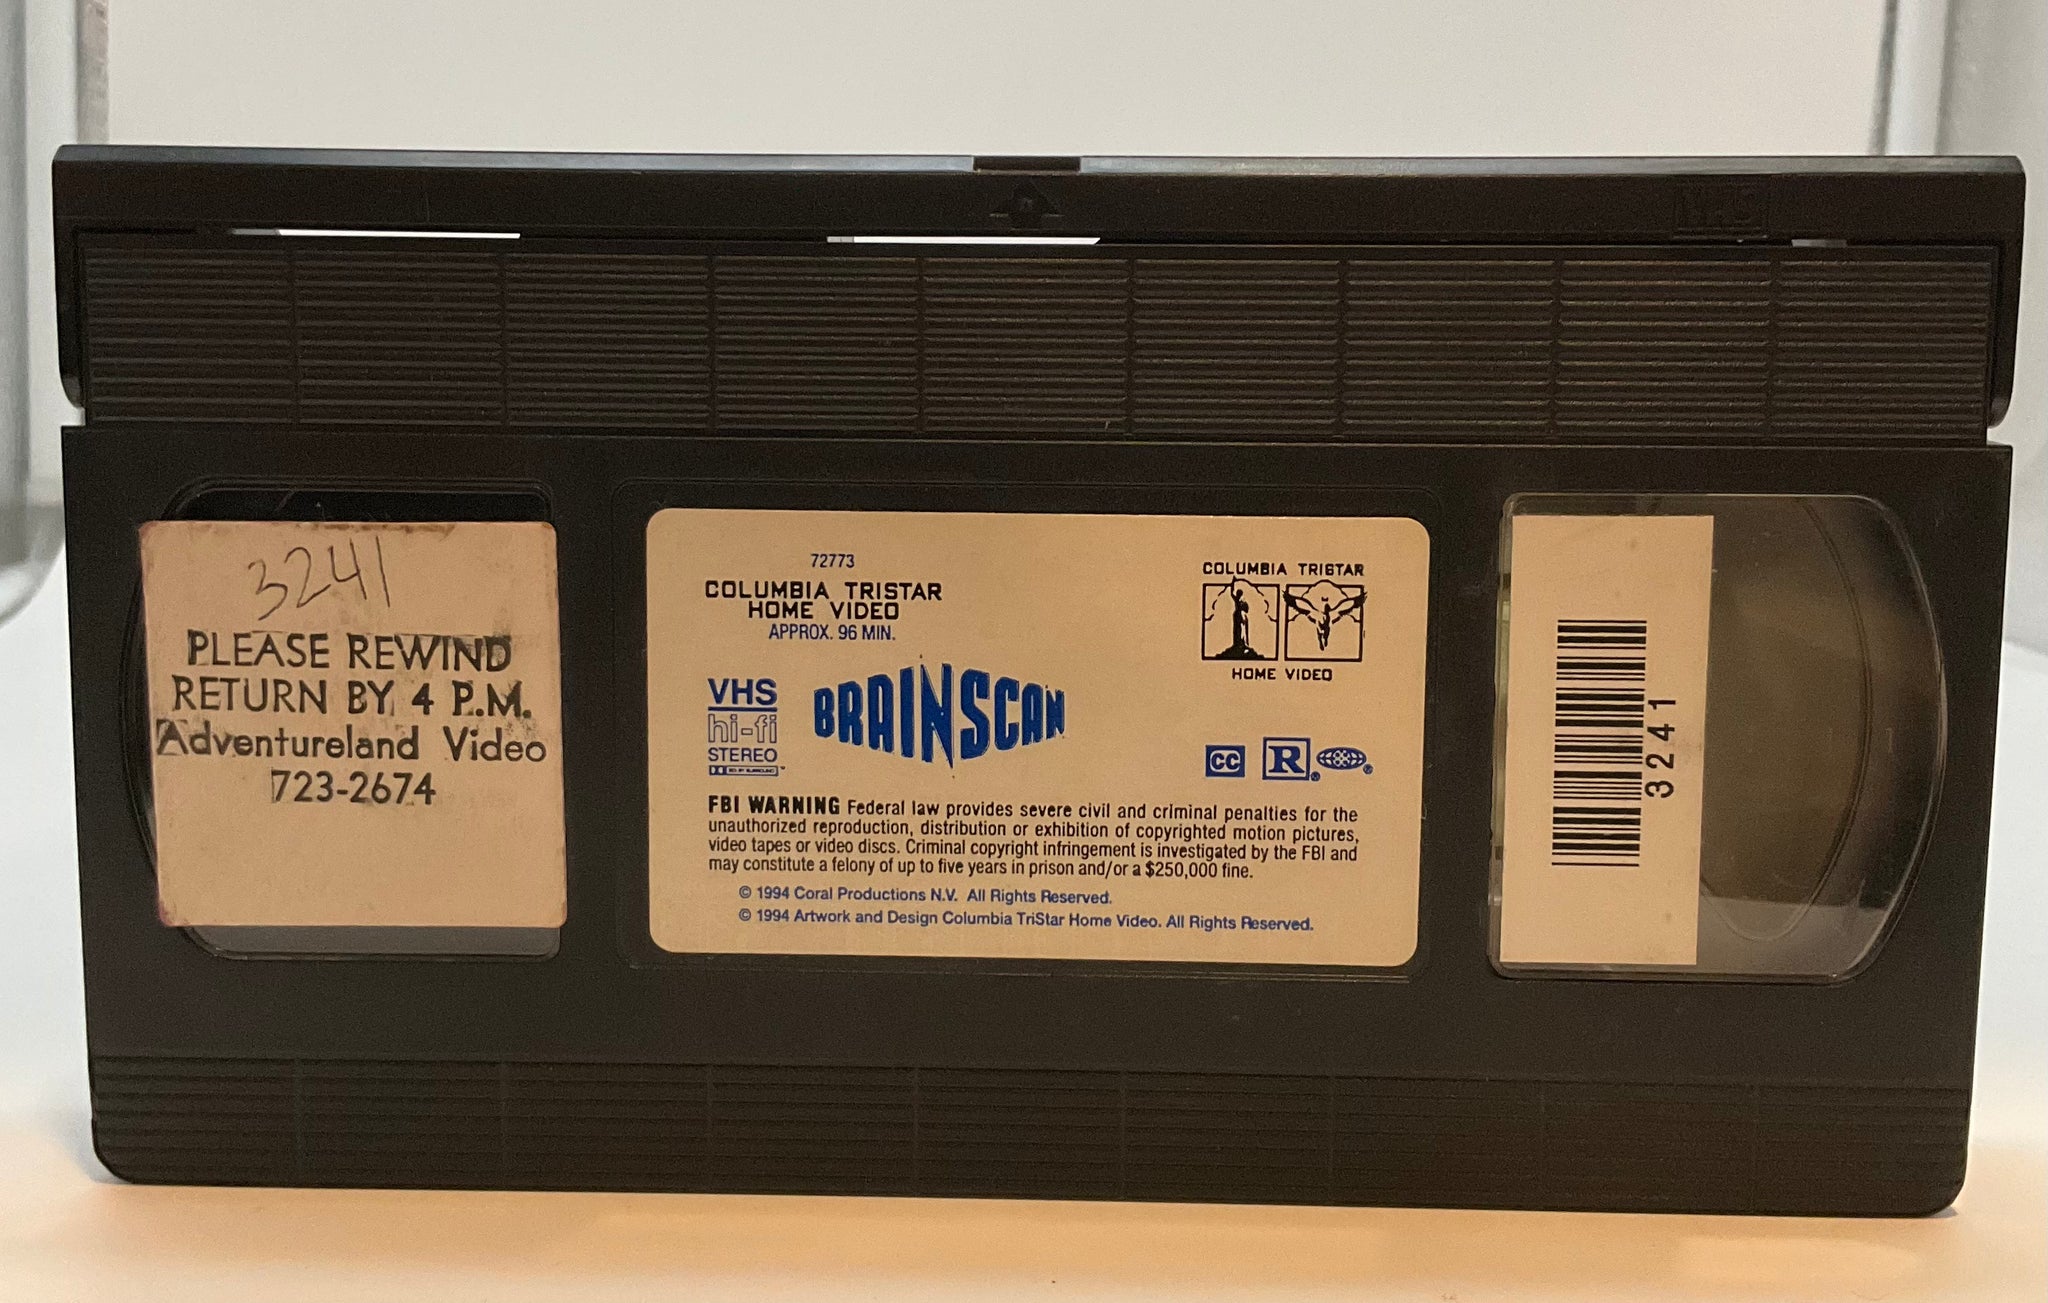 VHS
3241
PLEASE REWIND
RETURN BY 4 P.M.
Adventureland Video
723-2674
72773
COLUMBIA TRISTAR
HOME VIDEO
APPROX. 96 MIN.
VHS
hi-fi
STEREO
BRAINSCAN
COLUMBIA TRISTAR
HOME VIDEO
CC R
FBI WARNING Federal law provides severe civil and criminal penalties for the
unauthorized reproduction, distribution or exhibition of copyrighted motion pictures,
video tapes or video discs. Criminal copyright infringement is investigated by the FBI and
may constitute a felony of up to five years in prison and/or a $250,000 fine.
© 1994 Coral Productions N.V. All Rights Reserved.
© 1994 Artwork and Design Columbia TriStar Home Video. All Rights Reserved.
3241